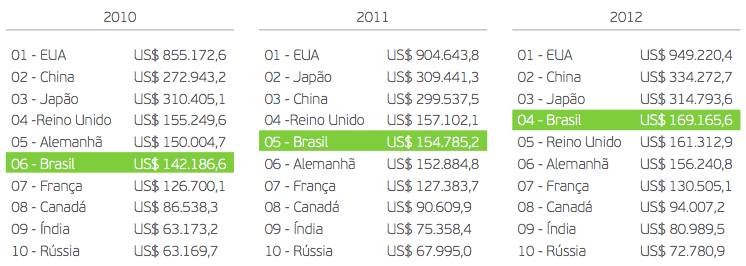 2010
01 - EUA US$ 855.172,6
02 - China US$ 272.943,2
03 - Japão US$ 310.405,1
04 -Reino Unido US$ 155.249,6
05 - Alemanhã US$ 150.004,7
06 - Brasil US$ 142.186,6
07 - França US$ 126.700,1
08 - Canadá US$ 86.538,3
09 - Índia US$ 63.173,2
10 - Rússia US$ 63.169,7
2011
01 - EUA US$ 904.643,8
02 - Japão US$ 309.441,3
03 - China US$ 299.537,5
04 -Reino Unido US$ 157.102,1
05 - Brasil US$ 154.785,2
06 - Alemanhã US$ 152.884,8
07 - França US$ 127.383,7
08 - Canadá US$ 90.609,9
09 - Índia US$ 75.358,4
10 - Rússia US$ 67.995,0
2012
01 - EUA US$ 949.220,4
02 - China US$ 334.272,7
03 - Japão US$ 314.793,6
04 - Brasil US$ 169.165,6
05 - Reino Unido US$ 161.312,9
06 - Alemanhã US$ 156.240,8
07 - França US$ 130.505,1
08 - Canadá US$ 94.007,2
09 - Índia US$ 80.989,5
10 - Rússia US$ 72.780,9